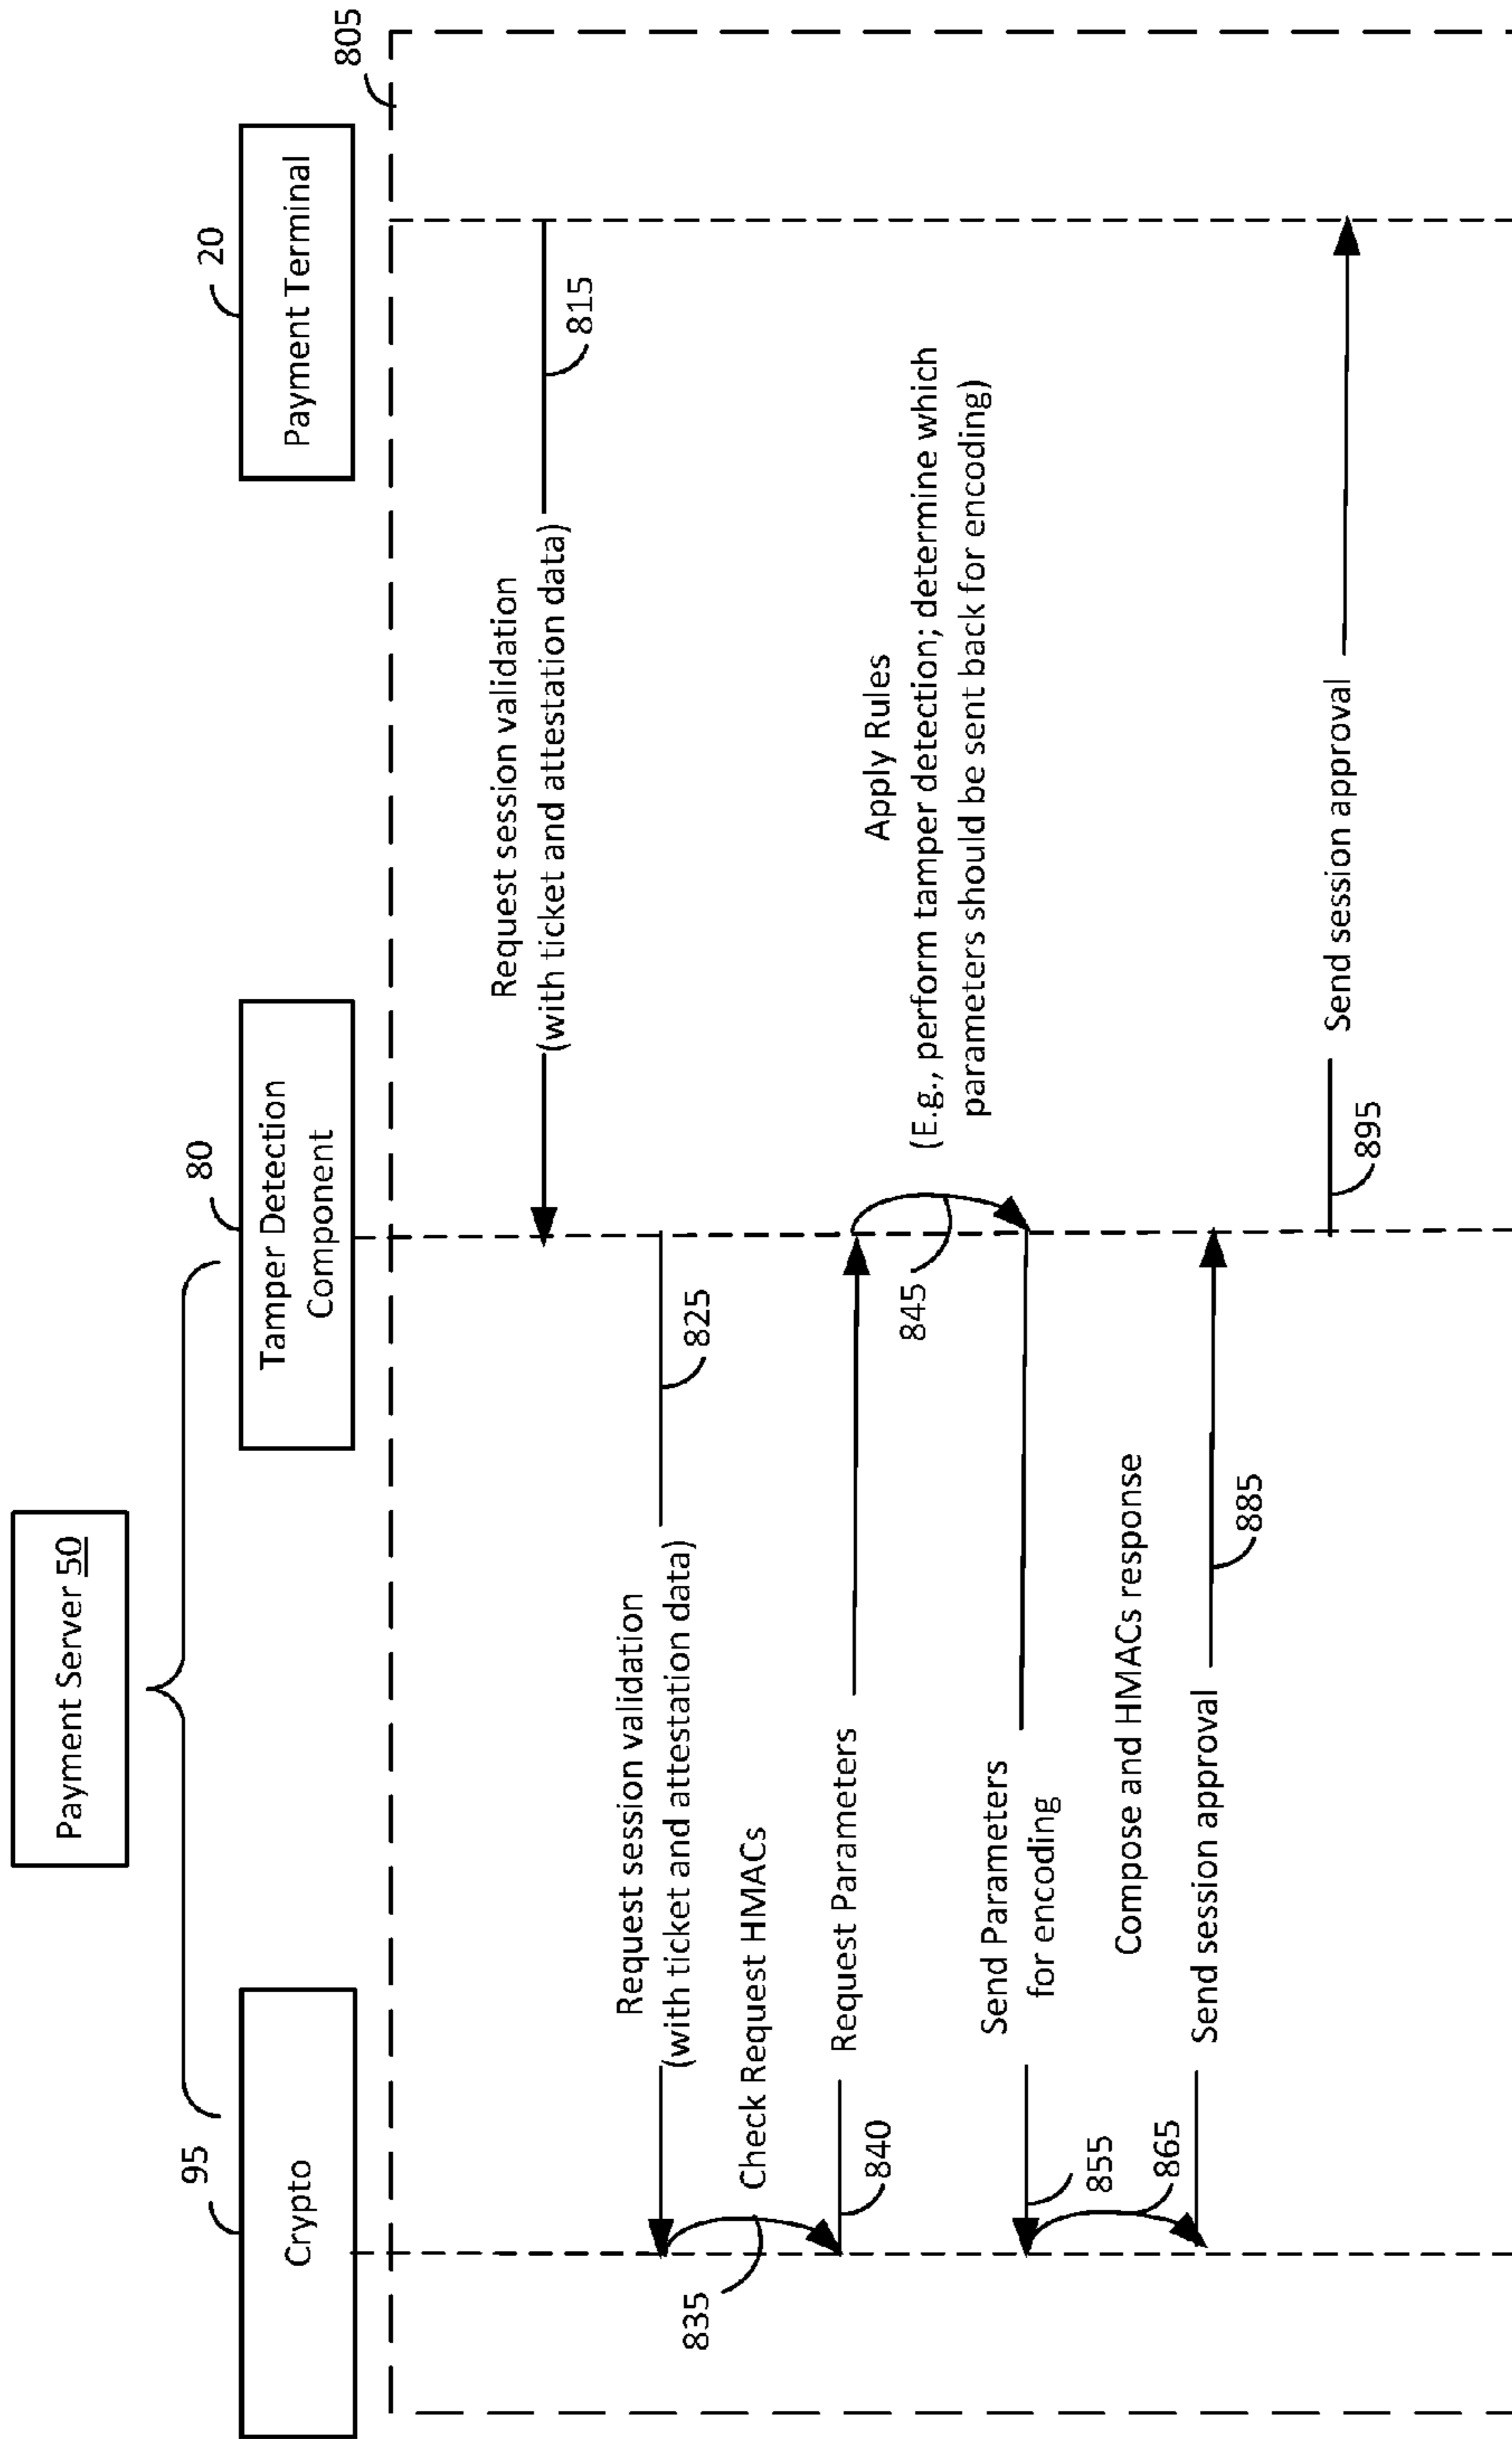 Payment Server 50
95
80
20
Crypto
Tamper Detection
Component
Payment Terminal
805
Request session validation
(with ticket and attestation data)
815
Request session validation
(with ticket and attestation data)
825
Check Request HMACs
835
Request Parameters
840
Apply Rules
(E.g., perform tamper detection; determine which
parameters should be sent back for encoding)
845
Send Parameters
for encoding
855
Compose and HMACs response
865
Send session approval
885
Send session approval
895